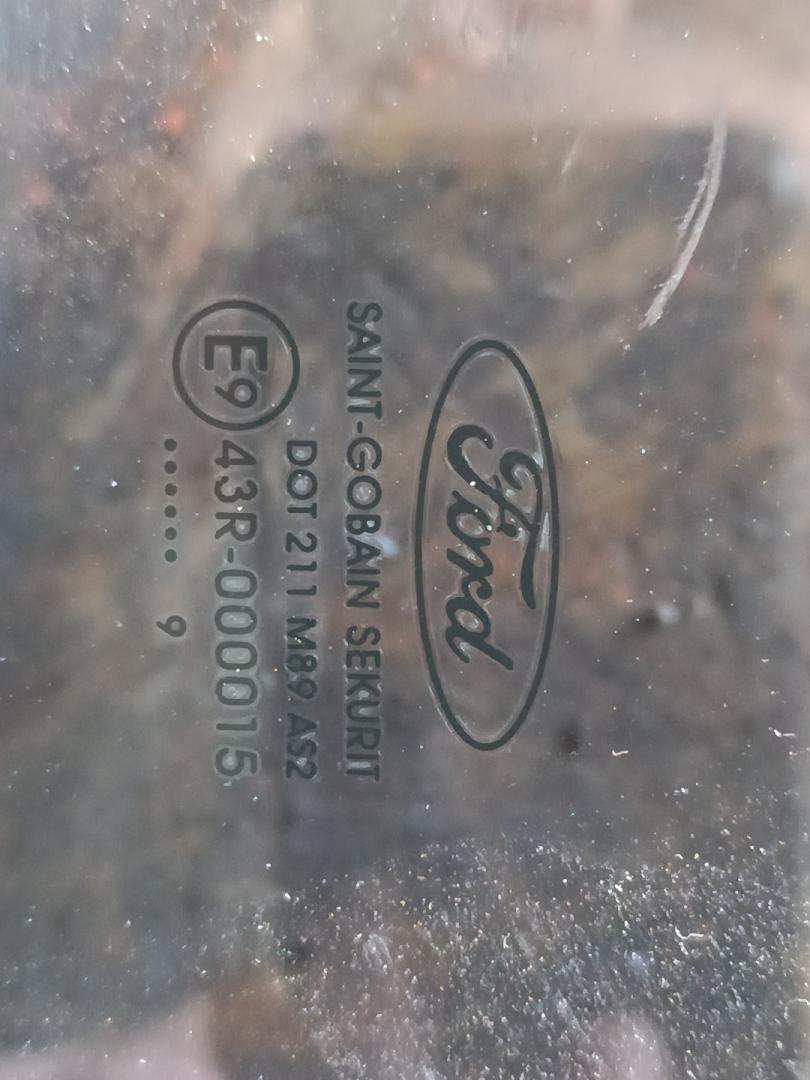 Ford
SAINT-GOBAIN SEKURIT
DOT 211 M89 AS2
E9 43R-000015
...... 9